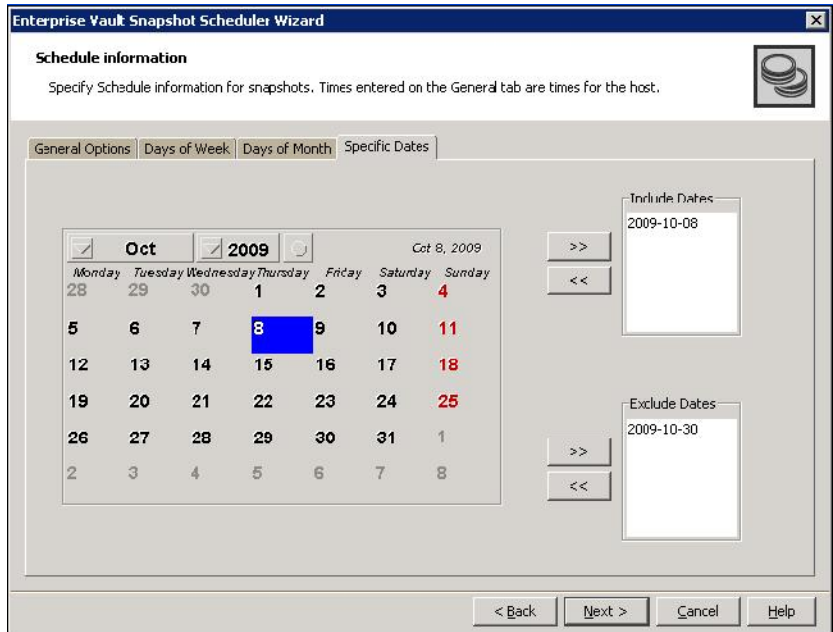 Enterprise Vault Snapshot Scheduler Wizard
Schedule information
Specify Schedule information for snapshots. Times entered on the General tab are times for the host.
General Options Days of Week Days of Month Specific Dates
Include Dates
2009-10-08
Oct 2009 Oct 8, 2009
>>
<<
Monday Tuesday Wednesday Thursday Friday Saturday Sunday
28 29 30 1 2 3 4
5 6 7 8 9 10 11
12 13 14 15 16 17 18
19 20 21 22 23 24 25
26 27 28 29 30 31 1
2 3 4 5 6 7 8
Exclude Dates
2009-10-30
>>
<<
< Back Next > Cancel Help